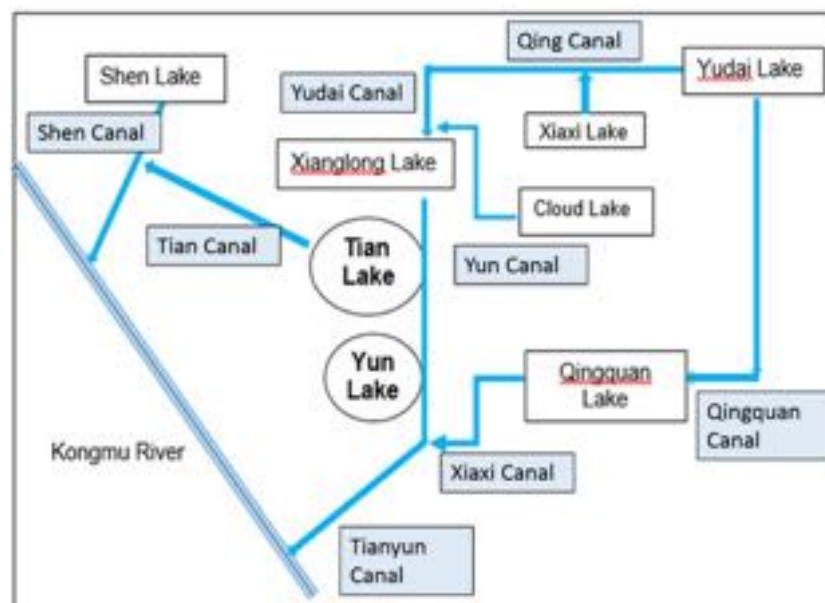 Qing Canal
Shen Lake
Yudai Lake
Yudai Canal
Shen Canal
Xiaxi Lake
Xianglong Lake
Cloud Lake
Tian Canal
Tian
Lake
Yun Canal
Yun
Lake
Qingquan
Lake
Qingquan
Canal
Kongmu River
Xiaxi Canal
Tianyun
Canal